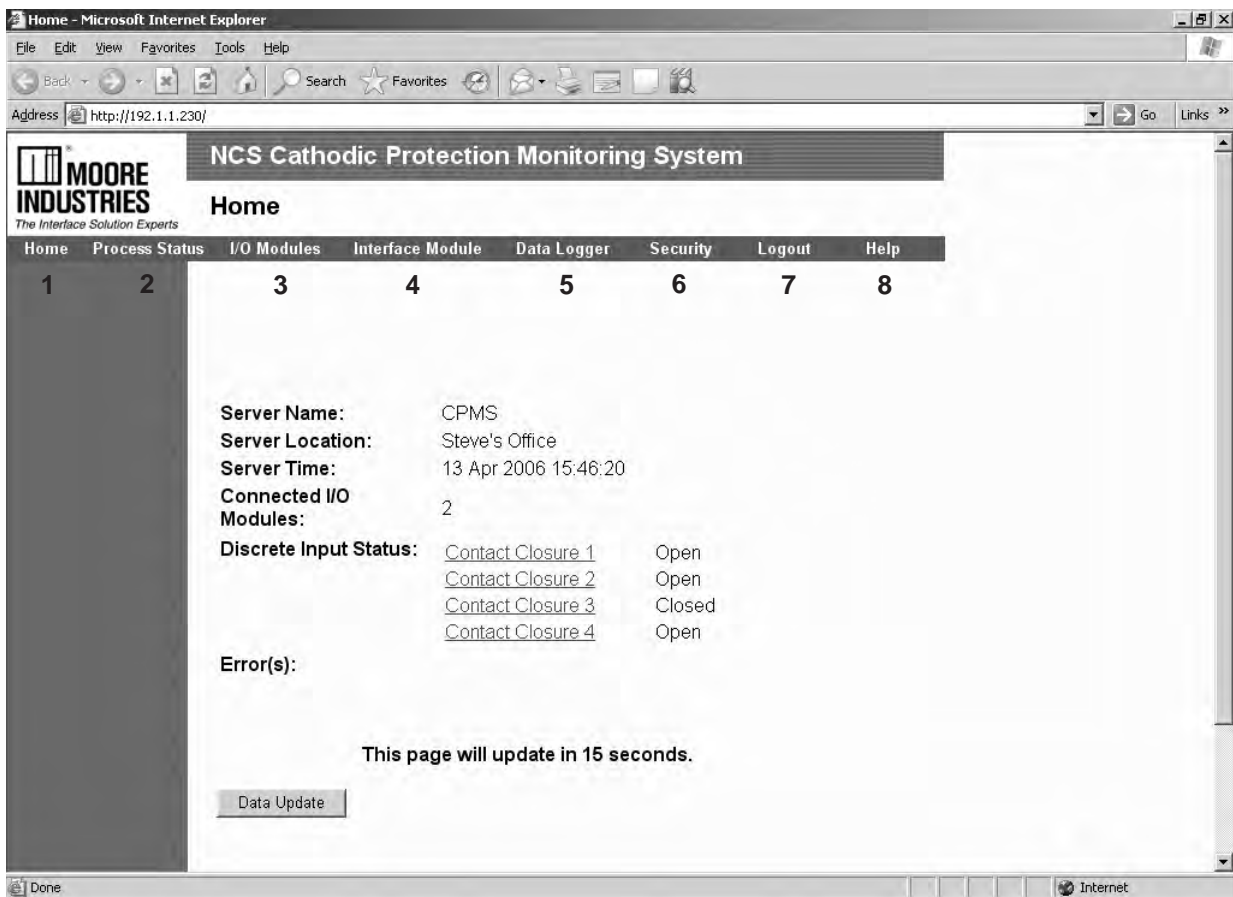 Home - Microsoft Internet Explorer
File Edit View Favorites Tools Help
Back Search Favorites
Address http://192.1.1.230/ Go Links »
MOORE
INDUSTRIES
The Interface Solution Experts
NCS Cathodic Protection Monitoring System
Home
Home Process Status I/O Modules Interface Module Data Logger Security Logout Help
1 2 3 4 5 6 7 8
Server Name: CPMS
Server Location: Steve's Office
Server Time: 13 Apr 2006 15:46:20
Connected I/O
Modules: 2
Discrete Input Status: Contact Closure 1 Open
Contact Closure 2 Open
Contact Closure 3 Closed
Contact Closure 4 Open
Error(s):
This page will update in 15 seconds.
Data Update
Done Internet